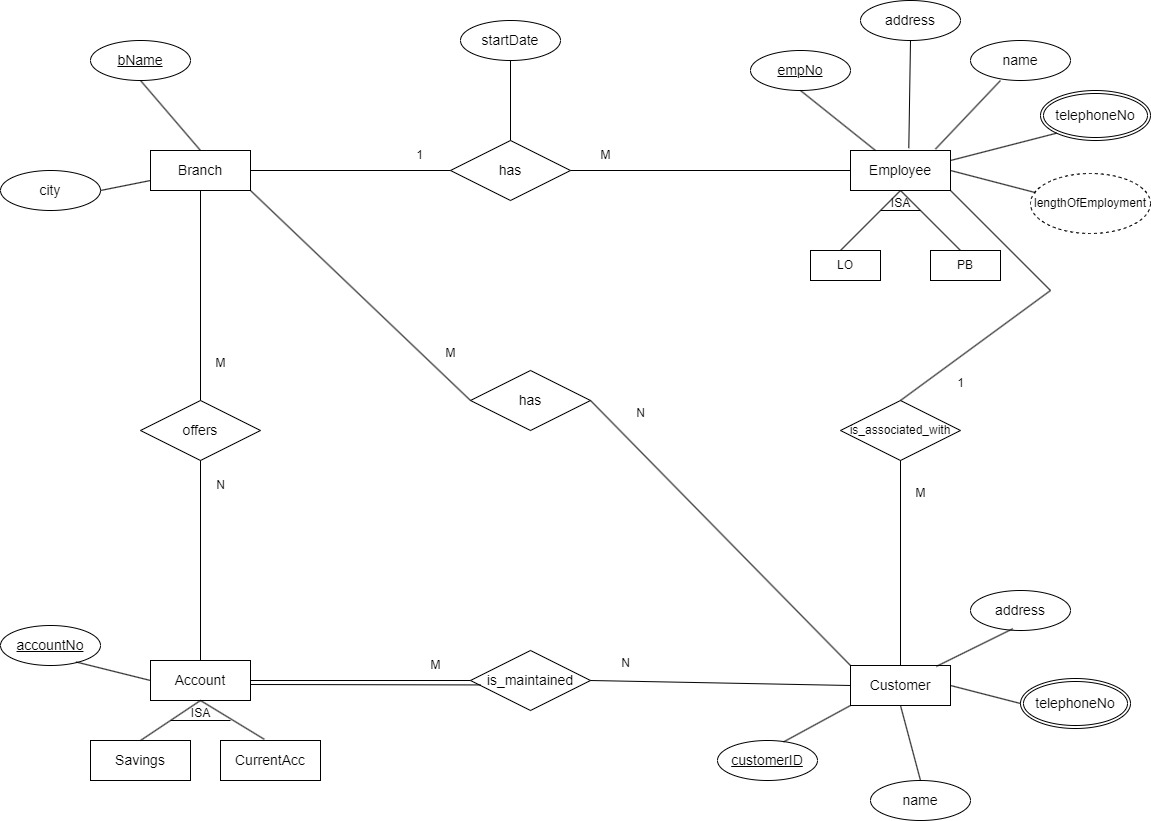 address
startDate
bName
name
empNo
telephoneNo
1
M
Branch
has
Employee
city
ISA
lengthOfEmployment
LO
PB
M
M
1
has
N
offers
is_associated_with
N
M
address
accountNo
M
N
Account
is_maintained
Customer
telephoneNo
ISA
Savings
CurrentAcc
customerID
name